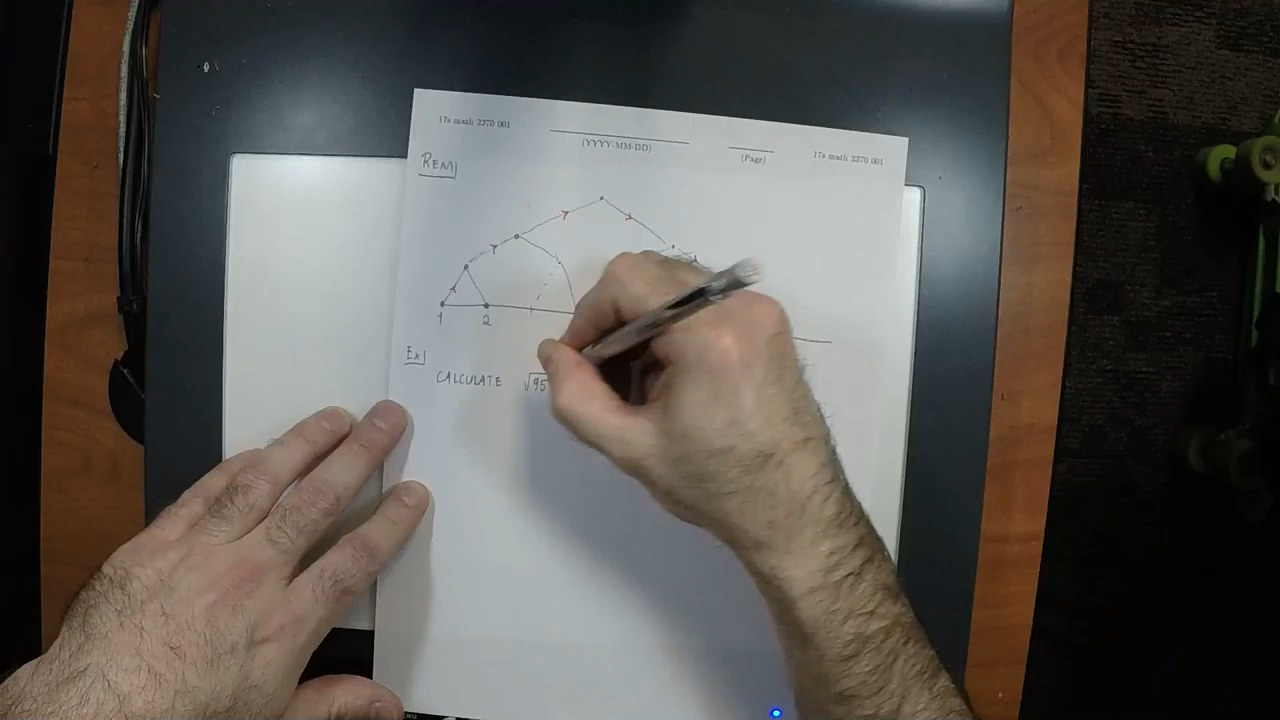 17s math 2370 001
(YYYY-MM-DD)
(Page)
17s math 2370 001
REM
1 2
Ex
CALCULATE √95